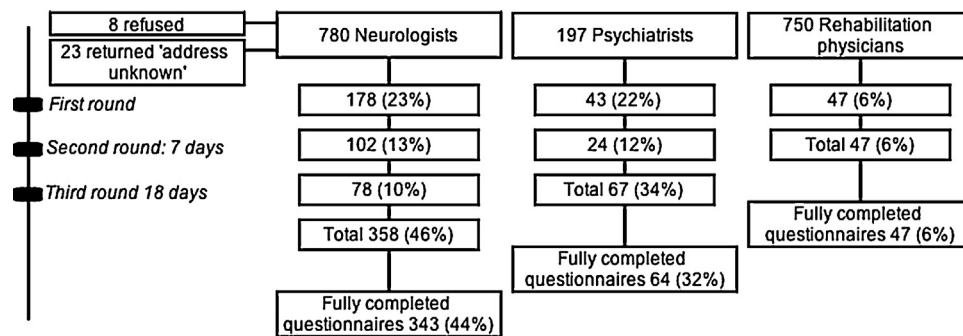 8 refused
23 returned 'address
unknown'
780 Neurologists
197 Psychiatrists
750 Rehabilitation
physicians
First round
178 (23%)
43 (22%)
47 (6%)
Second round: 7 days
102 (13%)
24 (12%)
Total 47 (6%)
Third round 18 days
78 (10%)
Total 67 (34%)
Fully completed
questionnaires 47 (6%)
Total 358 (46%)
Fully completed
questionnaires 64 (32%)
Fully completed
questionnaires 343 (44%)